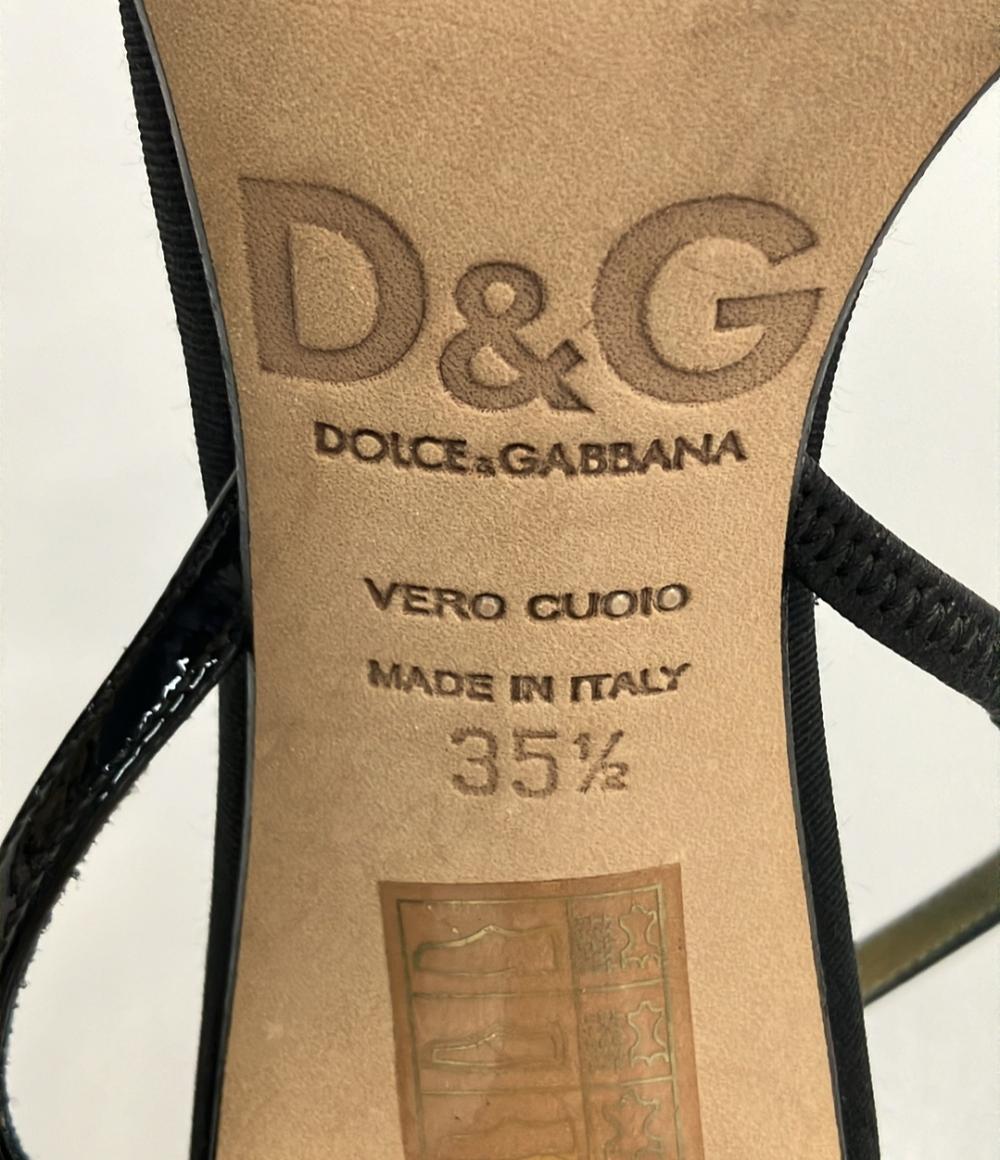 D&G
DOLCE&GABBANA
VERO CUOIO
MADE IN ITALY
35½